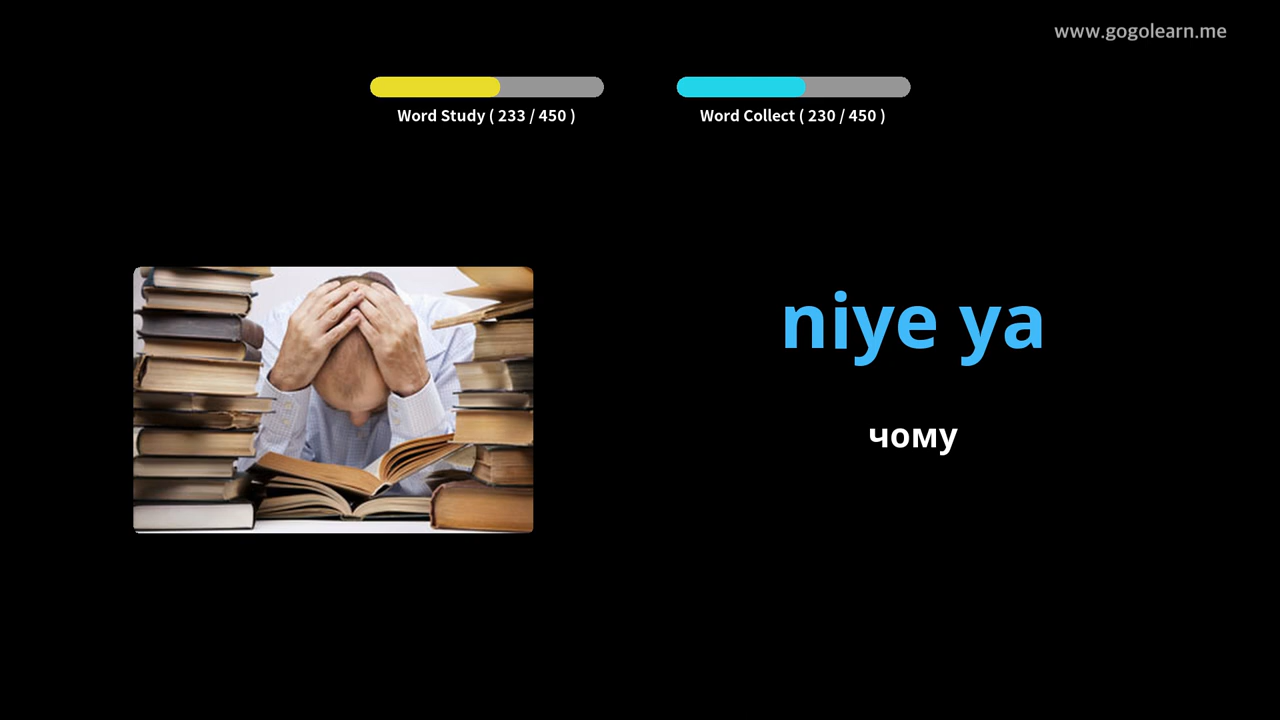 www.gogolearn.me
Word Study ( 233 / 450 )
Word Collect ( 230 / 450 )
niye ya
чому